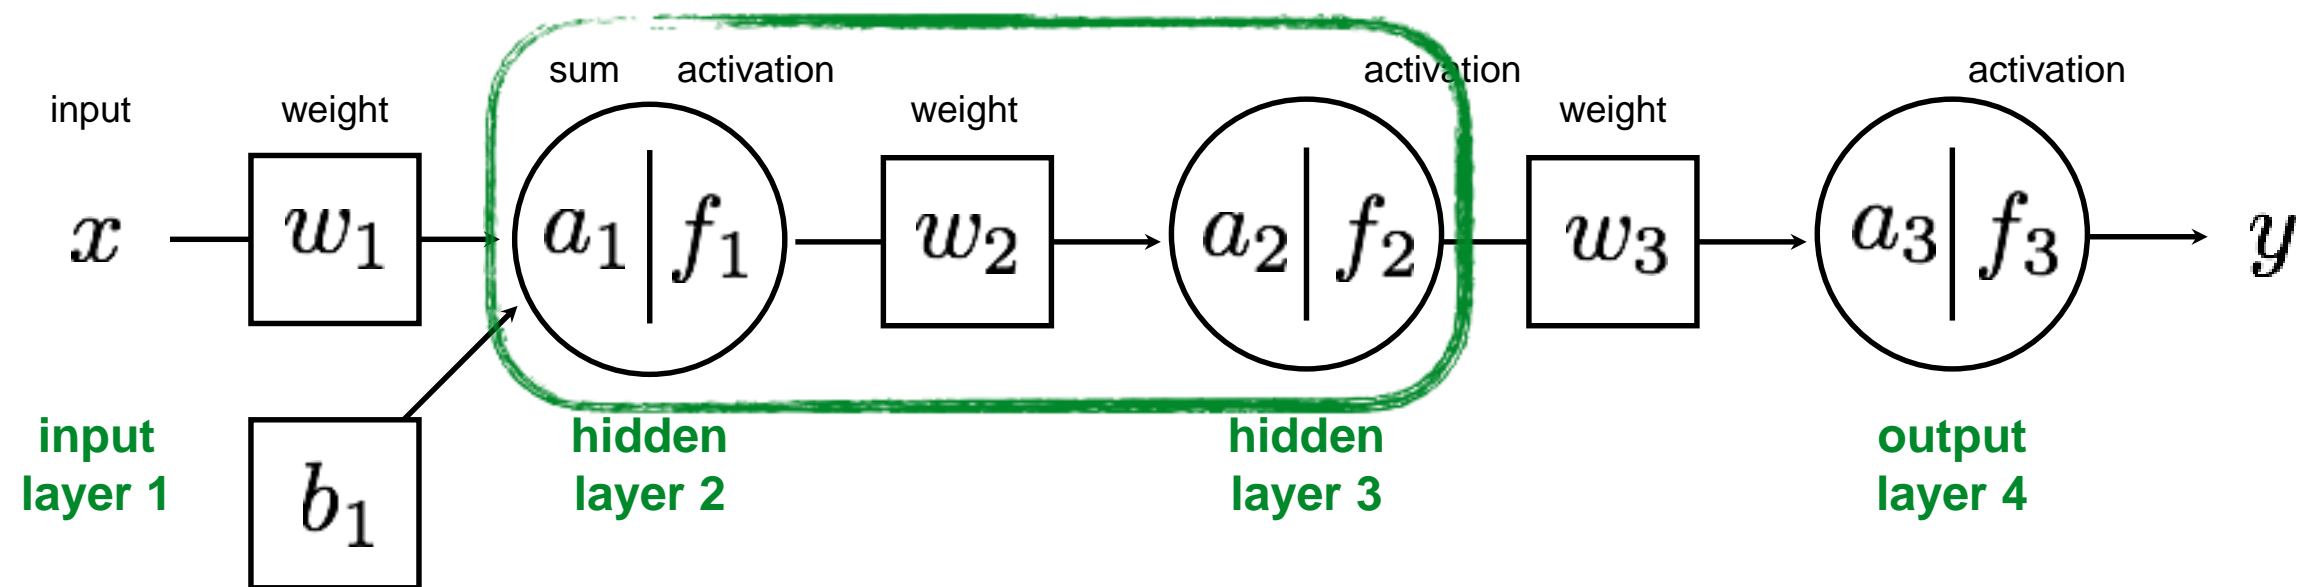 sum activation activation activation
input weight weight weight
x w₁ a₁ | f₁ w₂ a₂ | f₂ w₃ a₃ | f₃ y
input hidden hidden output
layer 1 layer 2 layer 3 layer 4
b₁